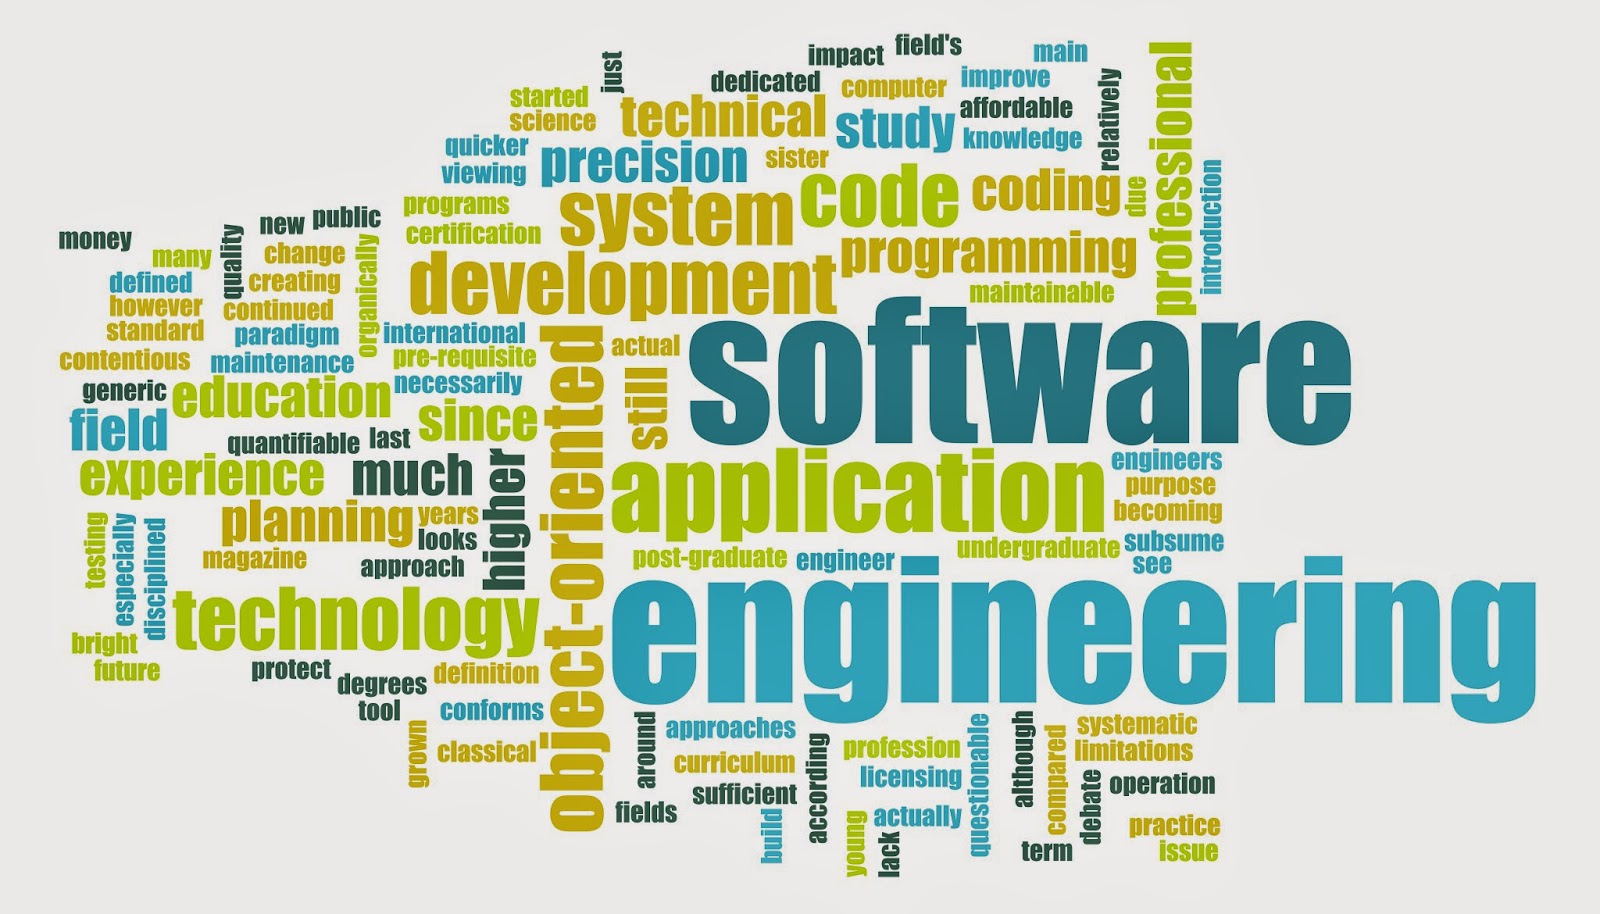 just
impact
field's
main
dedicated
computer
improve
started
science
technical
study
affordable
knowledge
relatively
professional
quicker
viewing
precision
sister
code
coding
due
introduction
programs
certification
system
programming
development
maintainable
money
new
public
many
quality
change
organically
defined
creating
however
continued
standard
paradigm
international
contentious
maintenance
pre-requisite
actual
software
generic
education
necessarily
object-oriented
still
field
since
quantifiable
last
experience
much
higher
application
engineers
purpose
becoming
planning
years
looks
magazine
approach
post-graduate
engineer
undergraduate
subsume
see
testing
especially
disciplined
technology
engineering
bright
future
protect
degrees
definition
tool
conforms
grown
classical
around
approaches
curriculum
sufficient
fields
build
according
profession
licensing
actually
young
lack
questionable
although
compared
systematic
limitations
debate
operation
practice
term
issue